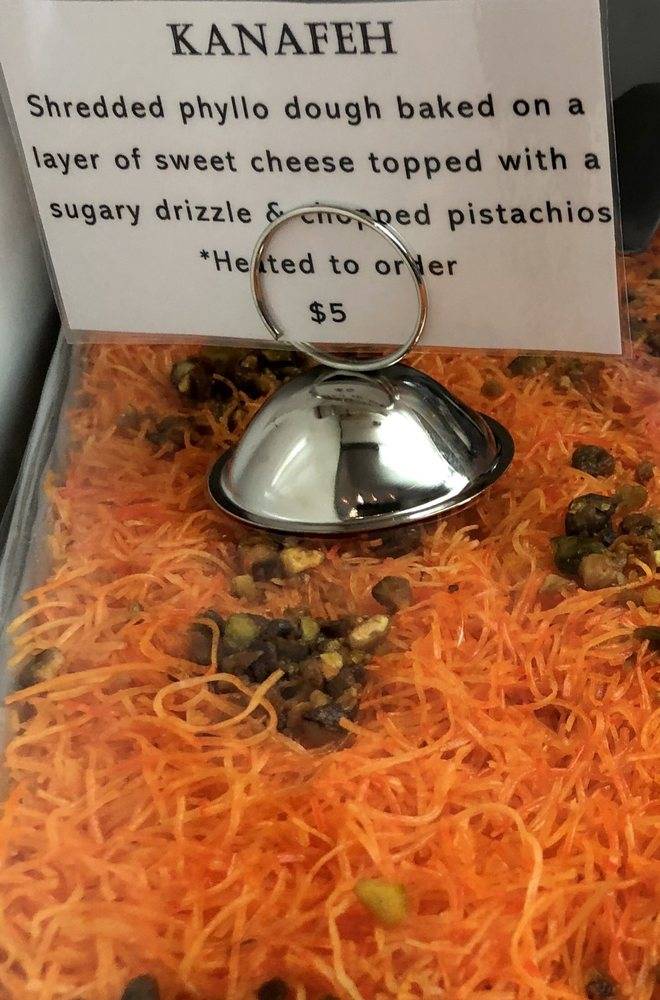 KANAFEH
Shredded phyllo dough baked on a
layer of sweet cheese topped with a
sugary drizzle & chopped pistachios
*Heated to order
$5